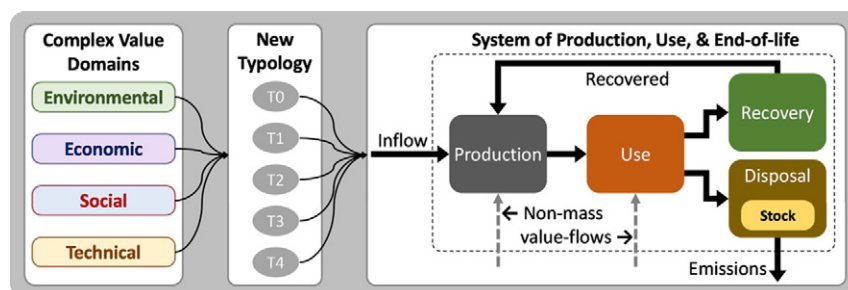 Complex Value
Domains
Environmental
Economic
Social
Technical
New
Typology
T0
T1
T2
T3
T4
System of Production, Use, & End-of-life
Recovered
Inflow
Production
Use
Recovery
Disposal
Stock
Non-mass
value-flows
Emissions